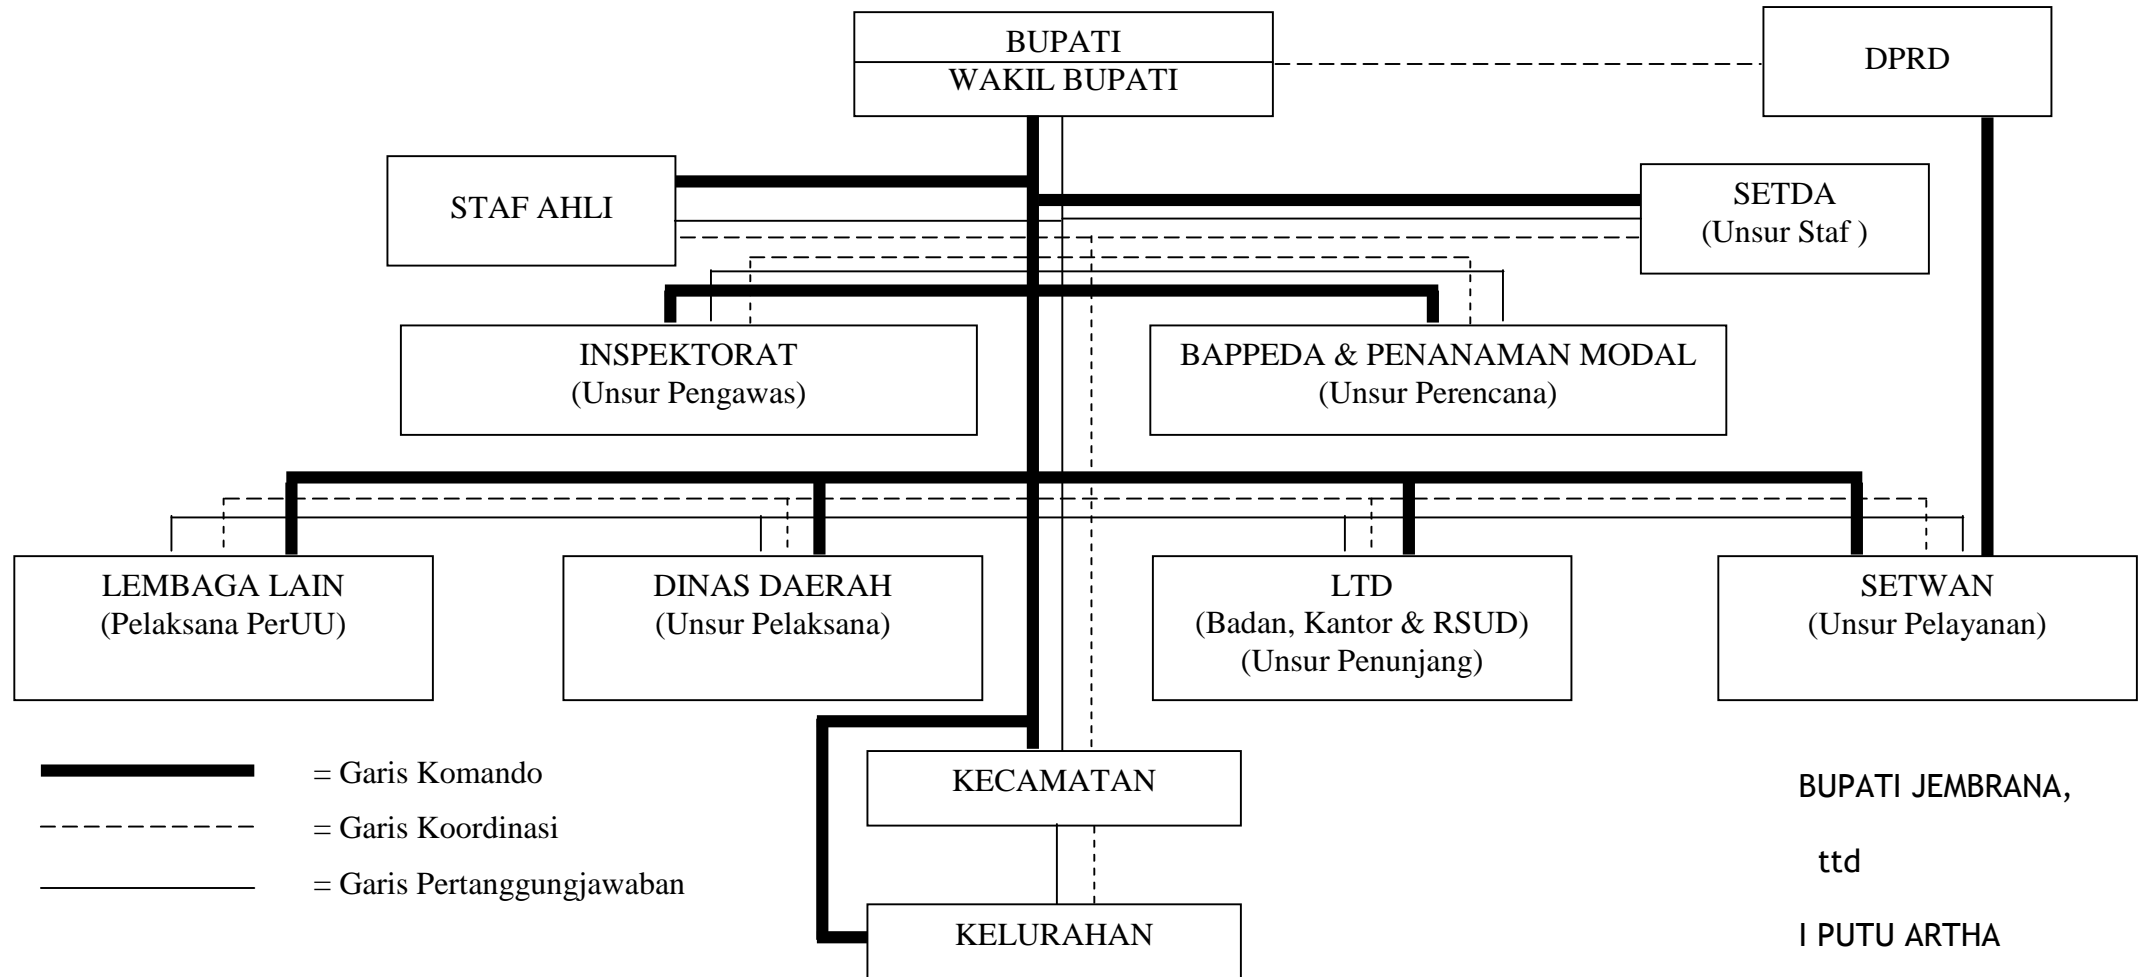 BUPATI
WAKIL BUPATI
DPRD
STAF AHLI
SETDA
(Unsur Staf )
INSPEKTORAT
(Unsur Pengawas)
BAPPEDA & PENANAMAN MODAL
(Unsur Perencana)
LEMBAGA LAIN
(Pelaksana PerUU)
DINAS DAERAH
(Unsur Pelaksana)
LTD
(Badan, Kantor & RSUD)
(Unsur Penunjang)
SETWAN
(Unsur Pelayanan)
KECAMATAN
KELURAHAN
= Garis Komando
= Garis Koordinasi
= Garis Pertanggungjawaban
BUPATI JEMBRANA,
ttd
I PUTU ARTHA